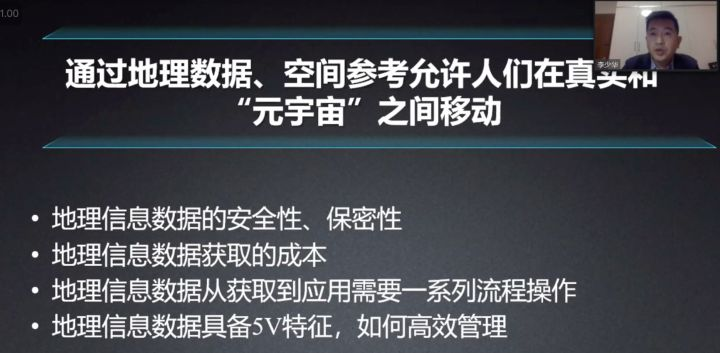 1.00
李少华
通过地理数据、空间参考允许人们在真实和
“元宇宙”之间移动
• 地理信息数据的安全性、保密性
• 地理信息数据获取的成本
• 地理信息数据从获取到应用需要一系列流程操作
• 地理信息数据具备5V特征，如何高效管理